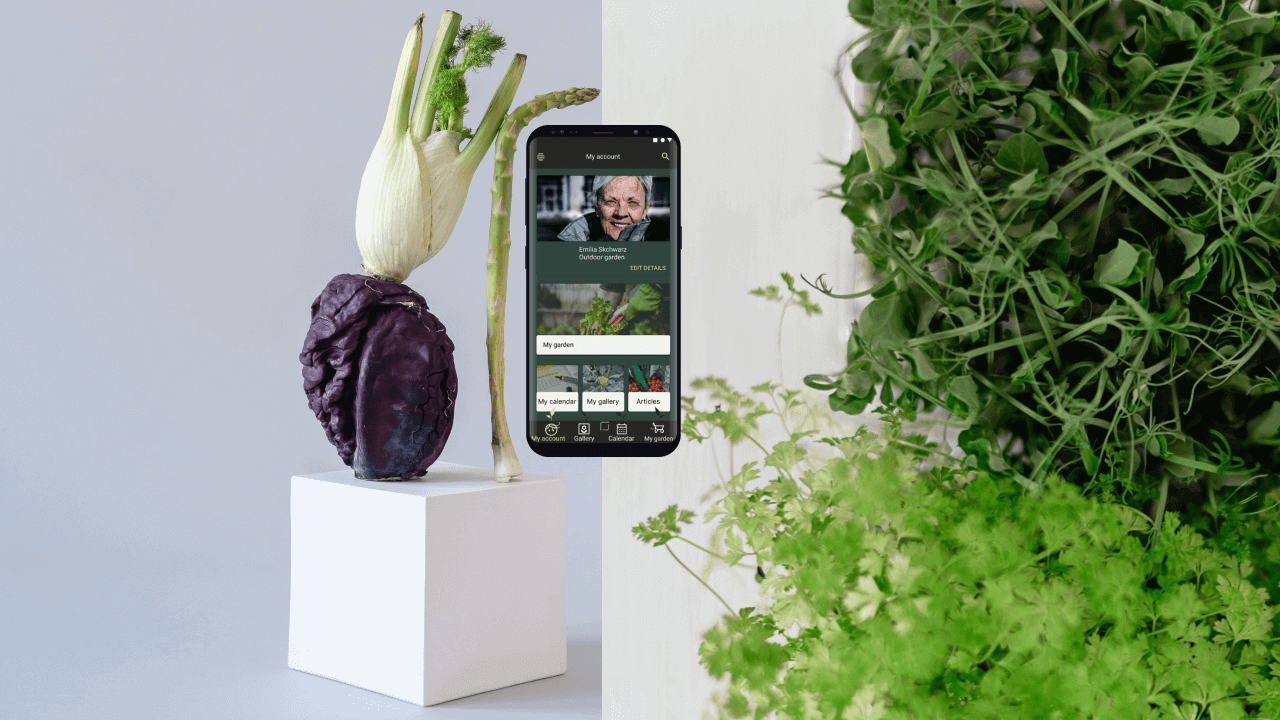 My account
Emilia Skchwarz
Outdoor garden
EDIT DETAILS
My garden
My calendar
My gallery
Articles
My account
Gallery
Calendar
My garden